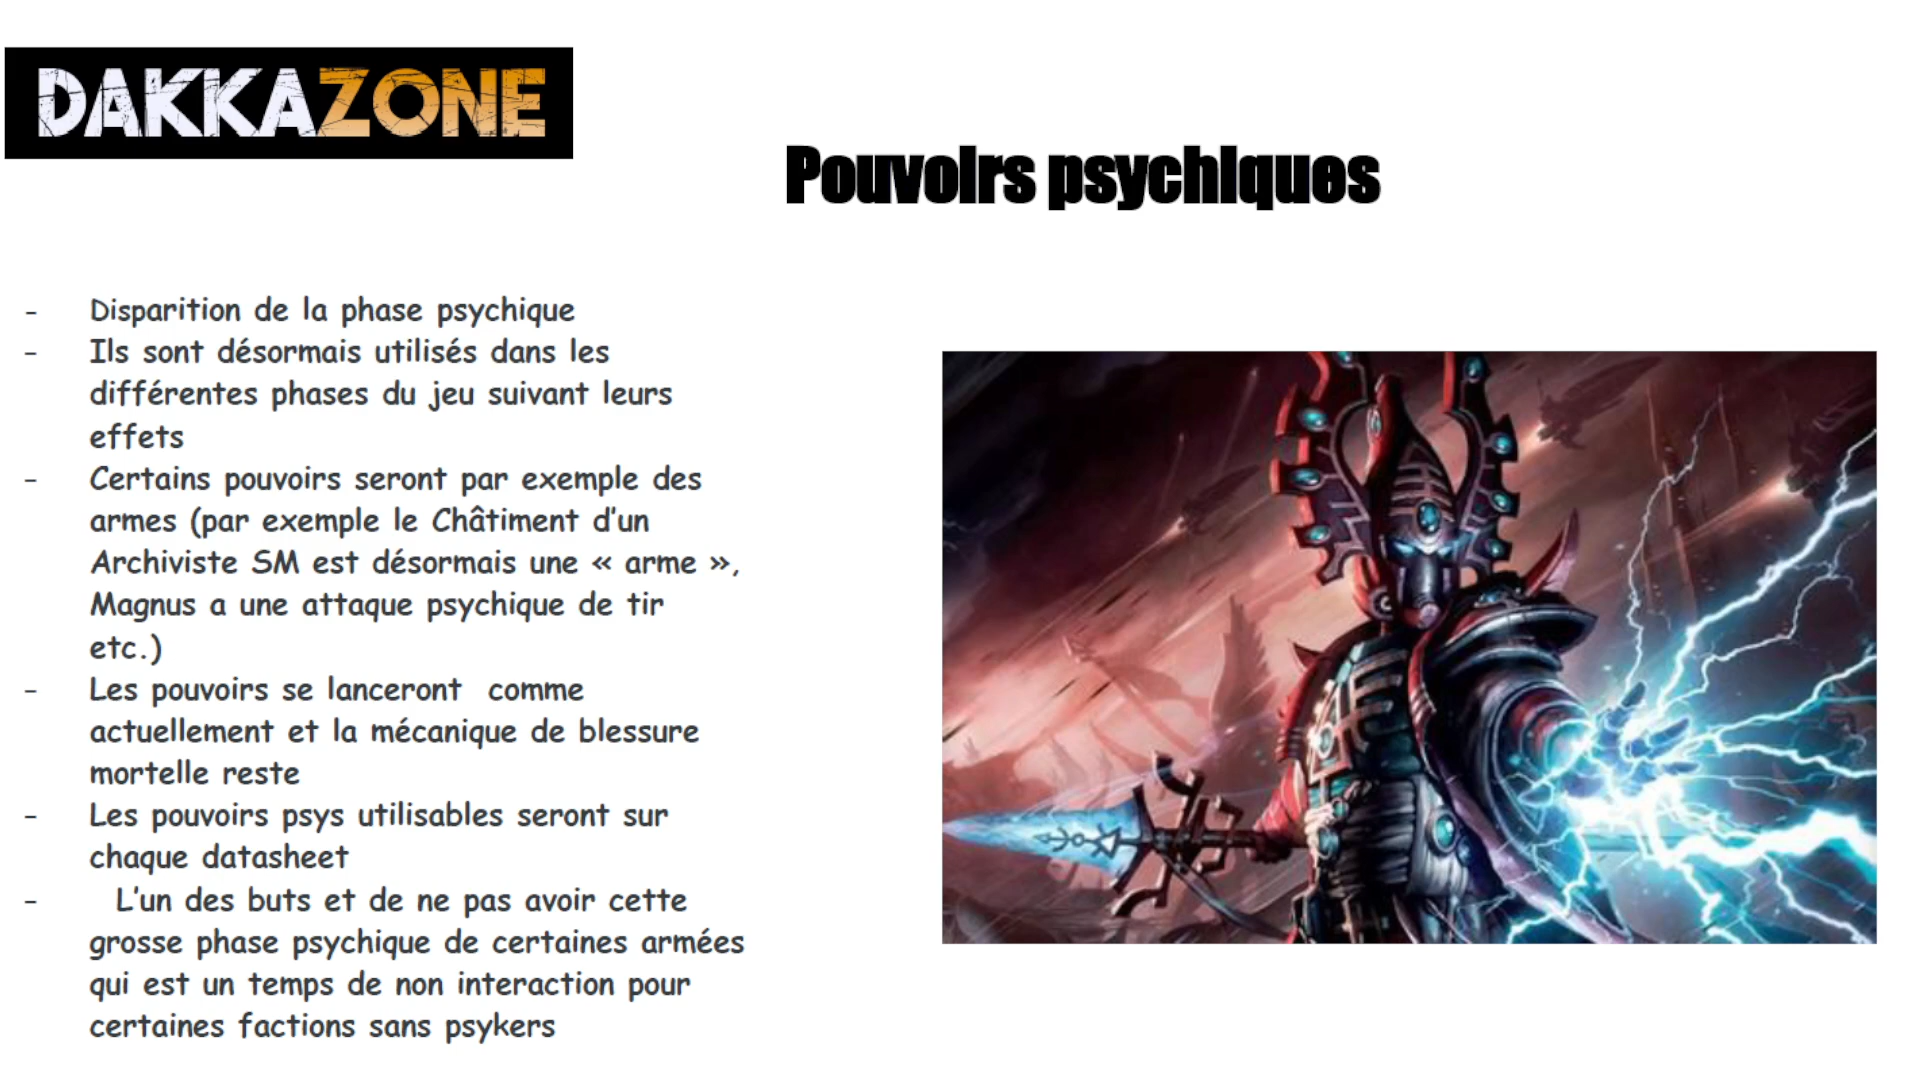 DAKKAZONE
Pouvoirs psychiques
- Disparition de la phase psychique
- Ils sont désormais utilisés dans les
différentes phases du jeu suivant leurs
effets
- Certains pouvoirs seront par exemple des
armes (par exemple le Châtiment d'un
Archiviste SM est désormais une « arme »,
Magnus a une attaque psychique de tir
etc.)
- Les pouvoirs se lanceront comme
actuellement et la mécanique de blessure
mortelle reste
- Les pouvoirs psys utilisables seront sur
chaque datasheet
- L'un des buts et de ne pas avoir cette
grosse phase psychique de certaines armées
qui est un temps de non interaction pour
certaines factions sans psykers